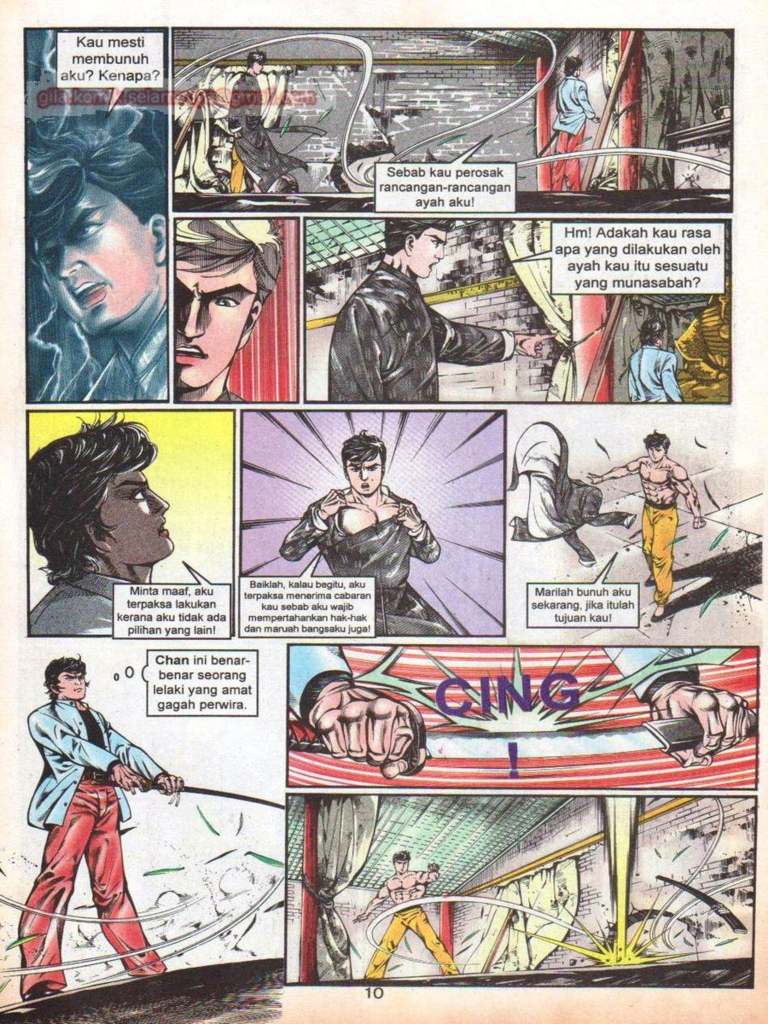 Kau mesti
membunuh
aku? Kenapa?
Sebab kau perosak
rancangan-rancangan
ayah aku!
Hm! Adakah kau rasa
apa yang dilakukan oleh
ayah kau itu sesuatu
yang munasabah?
Minta maaf, aku
terpaksa lakukan
kerana aku tidak ada
pilihan yang lain!
Baiklah, kalau begitu, aku
terpaksa menerima cabaran
kau sebab aku wajib
mempertahankan hak-hak
dan maruah bangsaku juga!
Marilah bunuh aku
sekarang, jika itulah
tujuan kau!
Chan ini benar-
benar seorang
lelaki yang amat
gagah perwira.
CING
!
10